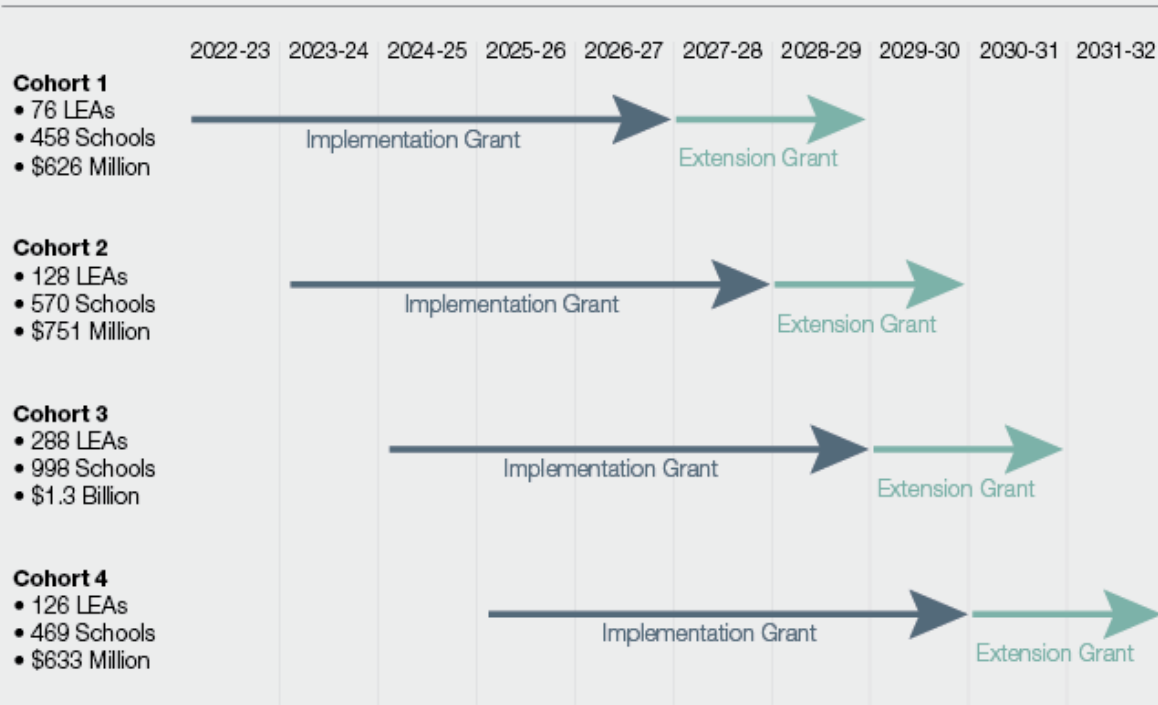 2022-23 2023-24 2024-25 2025-26 2026-27 2027-28 2028-29 2029-30 2030-31 2031-32
Cohort 1
• 76 LEAs
• 458 Schools
• $626 Million
Implementation Grant
Extension Grant
Cohort 2
• 128 LEAs
• 570 Schools
• $751 Million
Implementation Grant
Extension Grant
Cohort 3
• 288 LEAs
• 998 Schools
• $1.3 Billion
Implementation Grant
Extension Grant
Cohort 4
• 126 LEAs
• 469 Schools
• $633 Million
Implementation Grant
Extension Grant